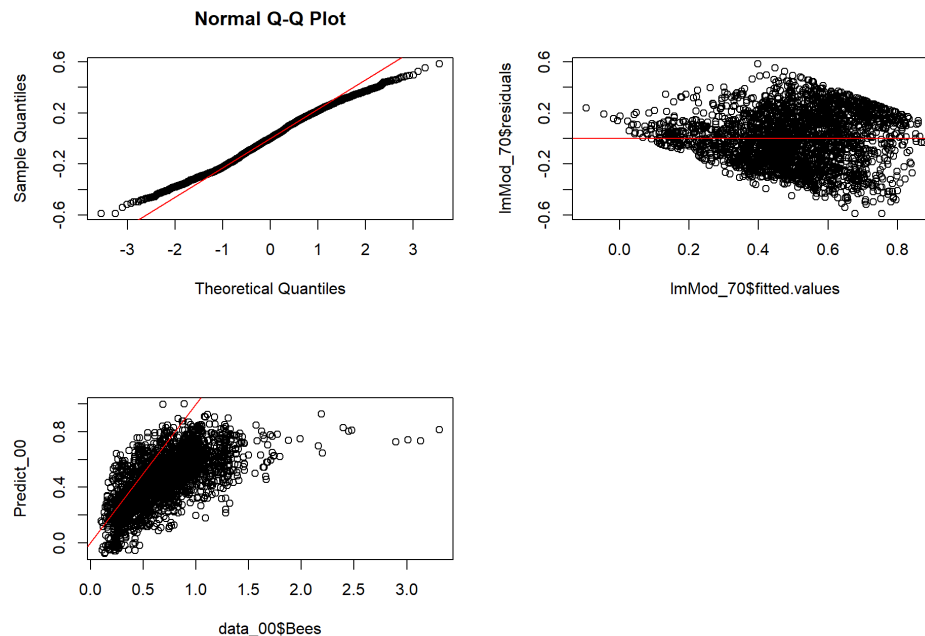 Normal Q-Q Plot
Sample Quantiles
-0.6 -0.2 0.2 0.6
-3 -2 -1 0 1 2 3
Theoretical Quantiles
lmMod_70$residuals
-0.6 -0.2 0.2 0.6
0.0 0.2 0.4 0.6 0.8
lmMod_70$fitted.values
Predict_00
0.0 0.4 0.8
0.0 0.5 1.0 1.5 2.0 2.5 3.0
data_00$Bees